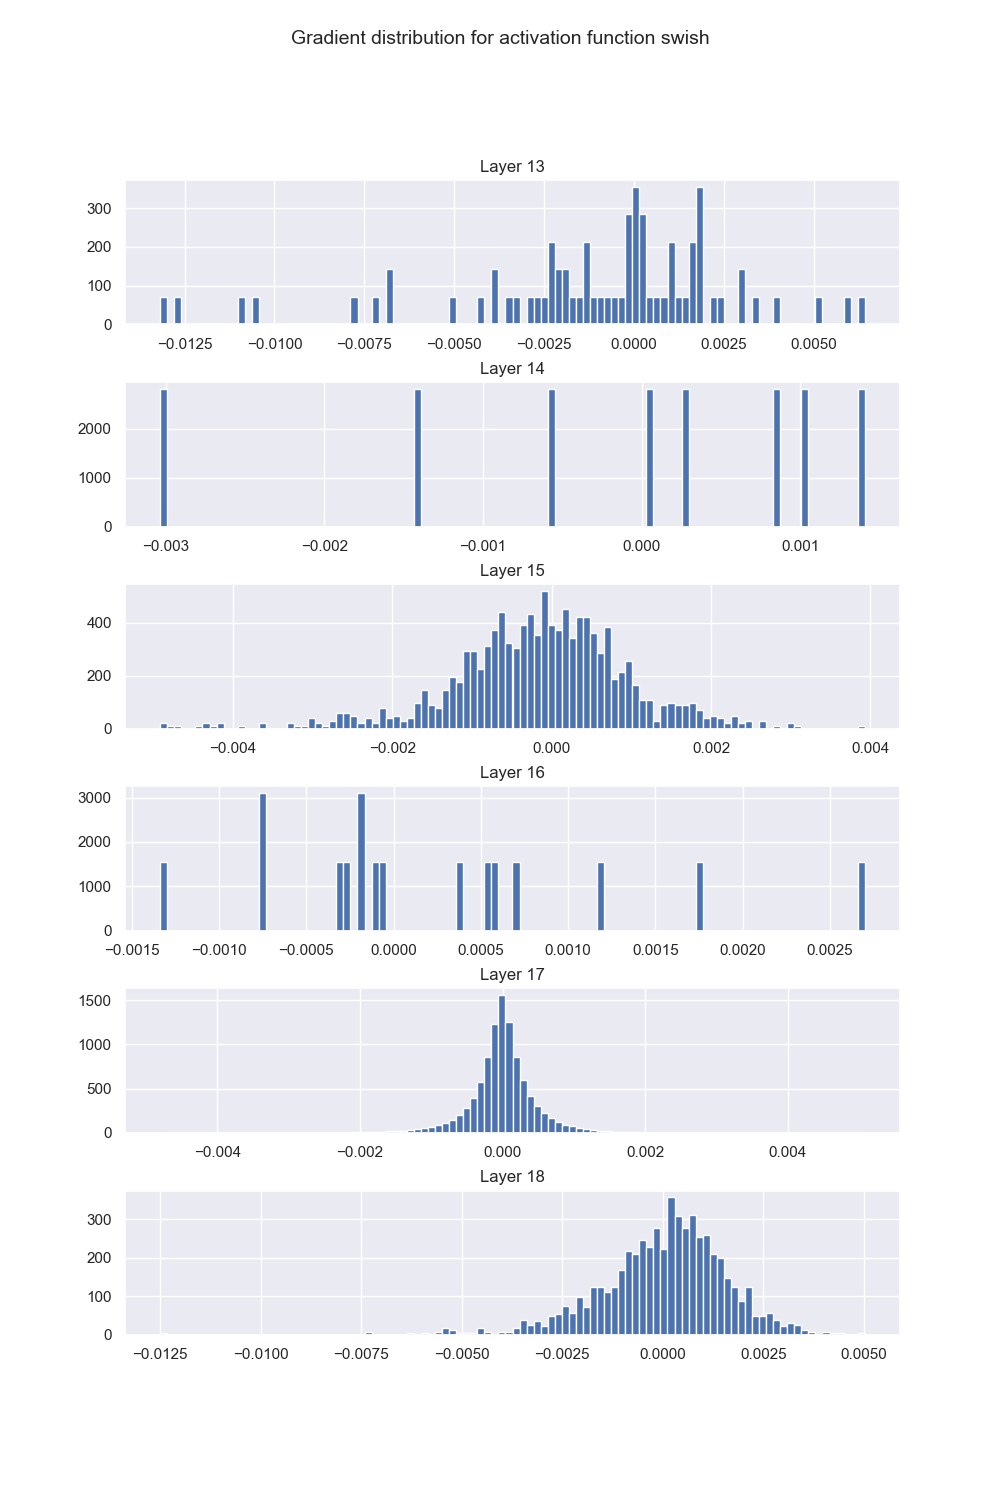 Gradient distribution for activation function swish
Layer 13
300
200
100
0
−0.0125 −0.0100 −0.0075 −0.0050 −0.0025 0.0000 0.0025 0.0050
Layer 14
2000
1000
0
−0.003 −0.002 −0.001 0.000 0.001
Layer 15
400
200
0
−0.004 −0.002 0.000 0.002 0.004
Layer 16
3000
2000
1000
0
−0.0015 −0.0010 −0.0005 0.0000 0.0005 0.0010 0.0015 0.0020 0.0025
Layer 17
1500
1000
500
0
−0.004 −0.002 0.000 0.002 0.004
Layer 18
300
200
100
0
−0.0125 −0.0100 −0.0075 −0.0050 −0.0025 0.0000 0.0025 0.0050